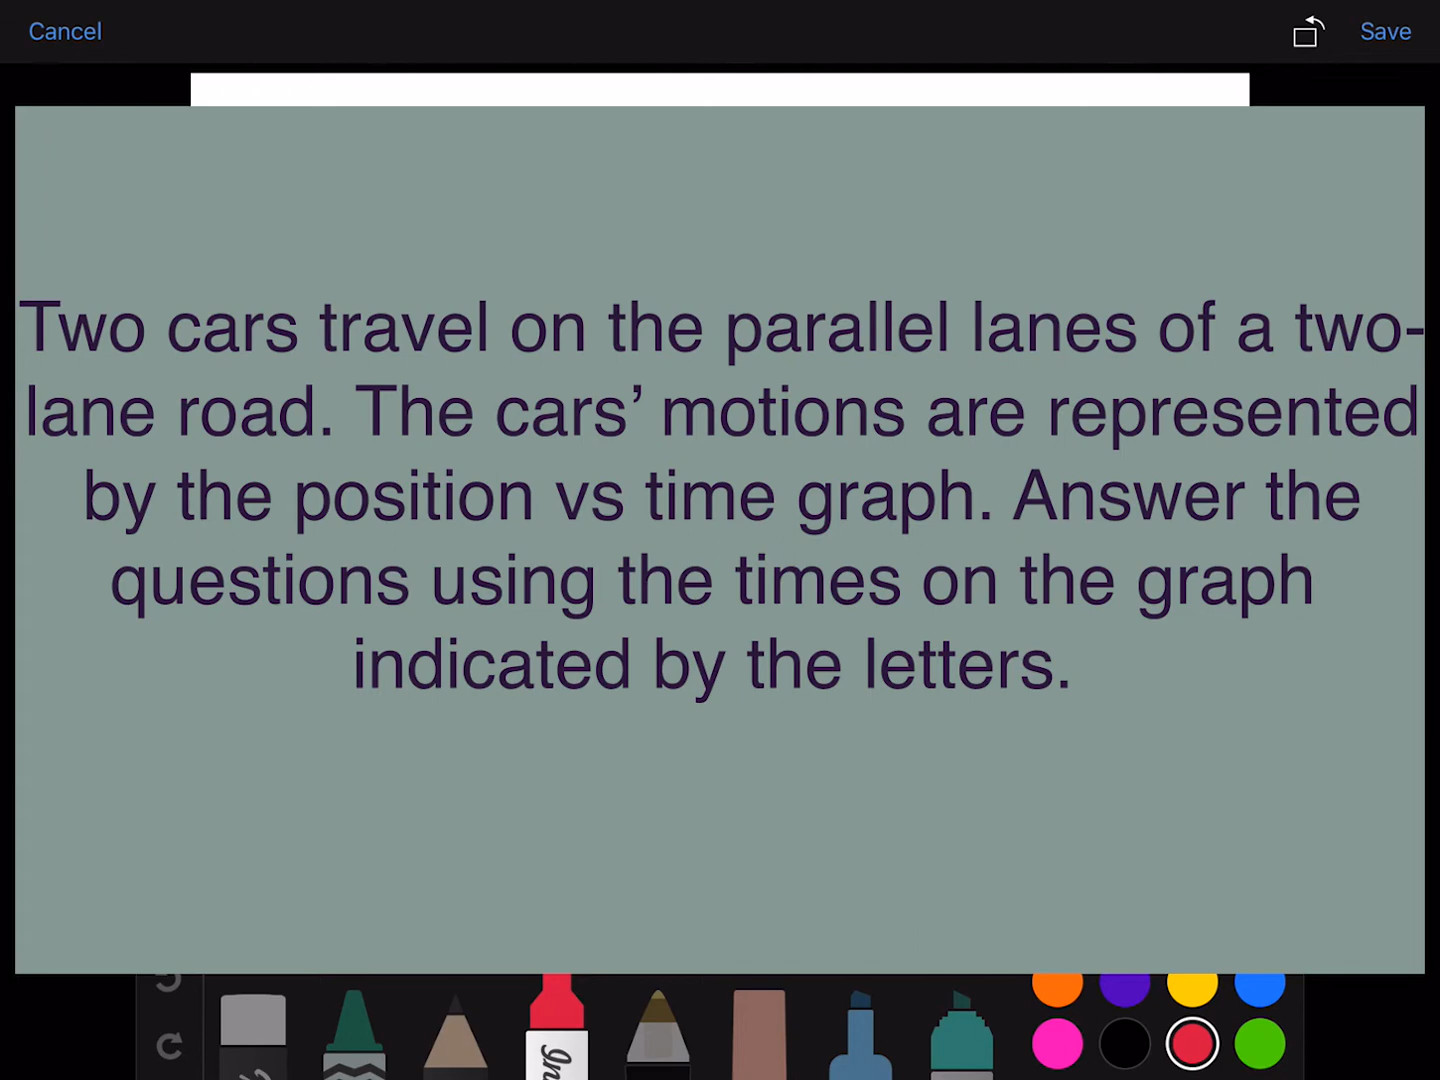 Cancel
Save
Two cars travel on the parallel lanes of a two-
lane road. The cars’ motions are represented
by the position vs time graph. Answer the
questions using the times on the graph
indicated by the letters.